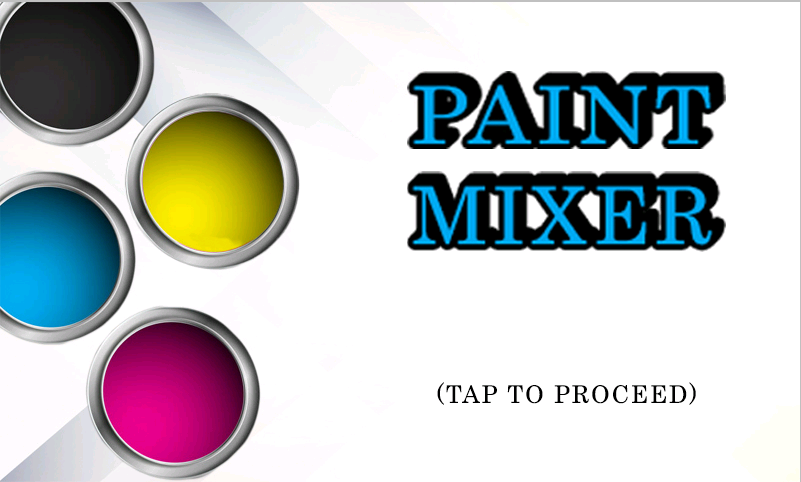 PAINT
MIXER
(TAP TO PROCEED)